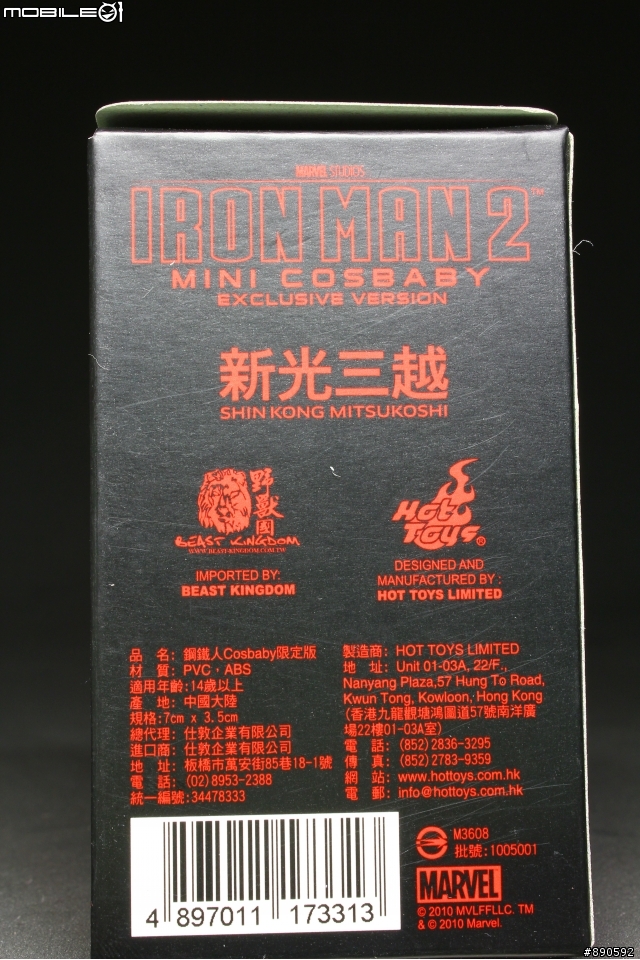 MOBILE01
MARVEL STUDIOS
IRON MAN 2™
MINI COSBABY
EXCLUSIVE VERSION
新光三越
SHIN KONG MITSUKOSHI
野獸國
BEAST KINGDOM
WWW.BEAST-KINGDOM.COM.TW
IMPORTED BY:
BEAST KINGDOM
Hot Toys®
DESIGNED AND
MANUFACTURED BY :
HOT TOYS LIMITED
品 名: 鋼鐵人Cosbaby限定版
材 質: PVC，ABS
適用年齡:14歲以上
產 地: 中國大陸
規格:7cm x 3.5cm
總代理: 仕敦企業有限公司
進口商: 仕敦企業有限公司
地 址: 板橋市萬安街85巷18-1號
電 話: (02)8953-2388
統一編號:34478333
製造商: HOT TOYS LIMITED
地 址: Unit 01-03A, 22/F.,
Nanyang Plaza,57 Hung To Road,
Kwun Tong, Kowloon, Hong Kong
(香港九龍觀塘鴻圖道57號南洋廣
場22樓01-03A室)
電 話: (852)2836-3295
傳 真: (852)2783-9359
網 站: www.hottoys.com.hk
電 郵: info@hottoys.com.hk
4 897011 173313
M3608
批號:1005001
MARVEL
© 2010 MVLFFLLC. TM
& © 2010 Marvel.
#890592